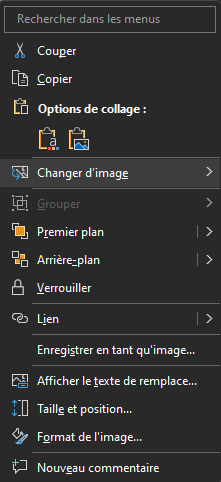 Rechercher dans les menus
Couper
Copier
Options de collage :
a
Changer d'image
Grouper
Premier plan
Arrière-plan
Verrouiller
Lien
Enregistrer en tant qu'image...
Afficher le texte de remplace...
Taille et position...
Format de l'image...
Nouveau commentaire